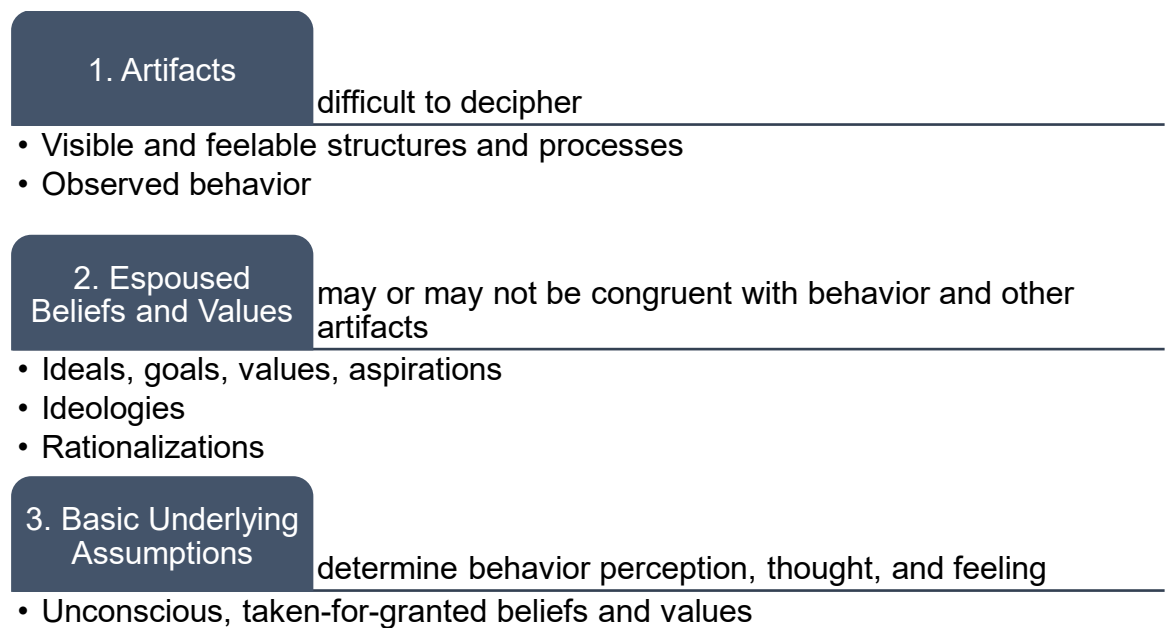 1. Artifacts
difficult to decipher
• Visible and feelable structures and processes
• Observed behavior
2. Espoused
Beliefs and Values
may or may not be congruent with behavior and other
artifacts
• Ideals, goals, values, aspirations
• Ideologies
• Rationalizations
3. Basic Underlying
Assumptions
determine behavior perception, thought, and feeling
• Unconscious, taken-for-granted beliefs and values